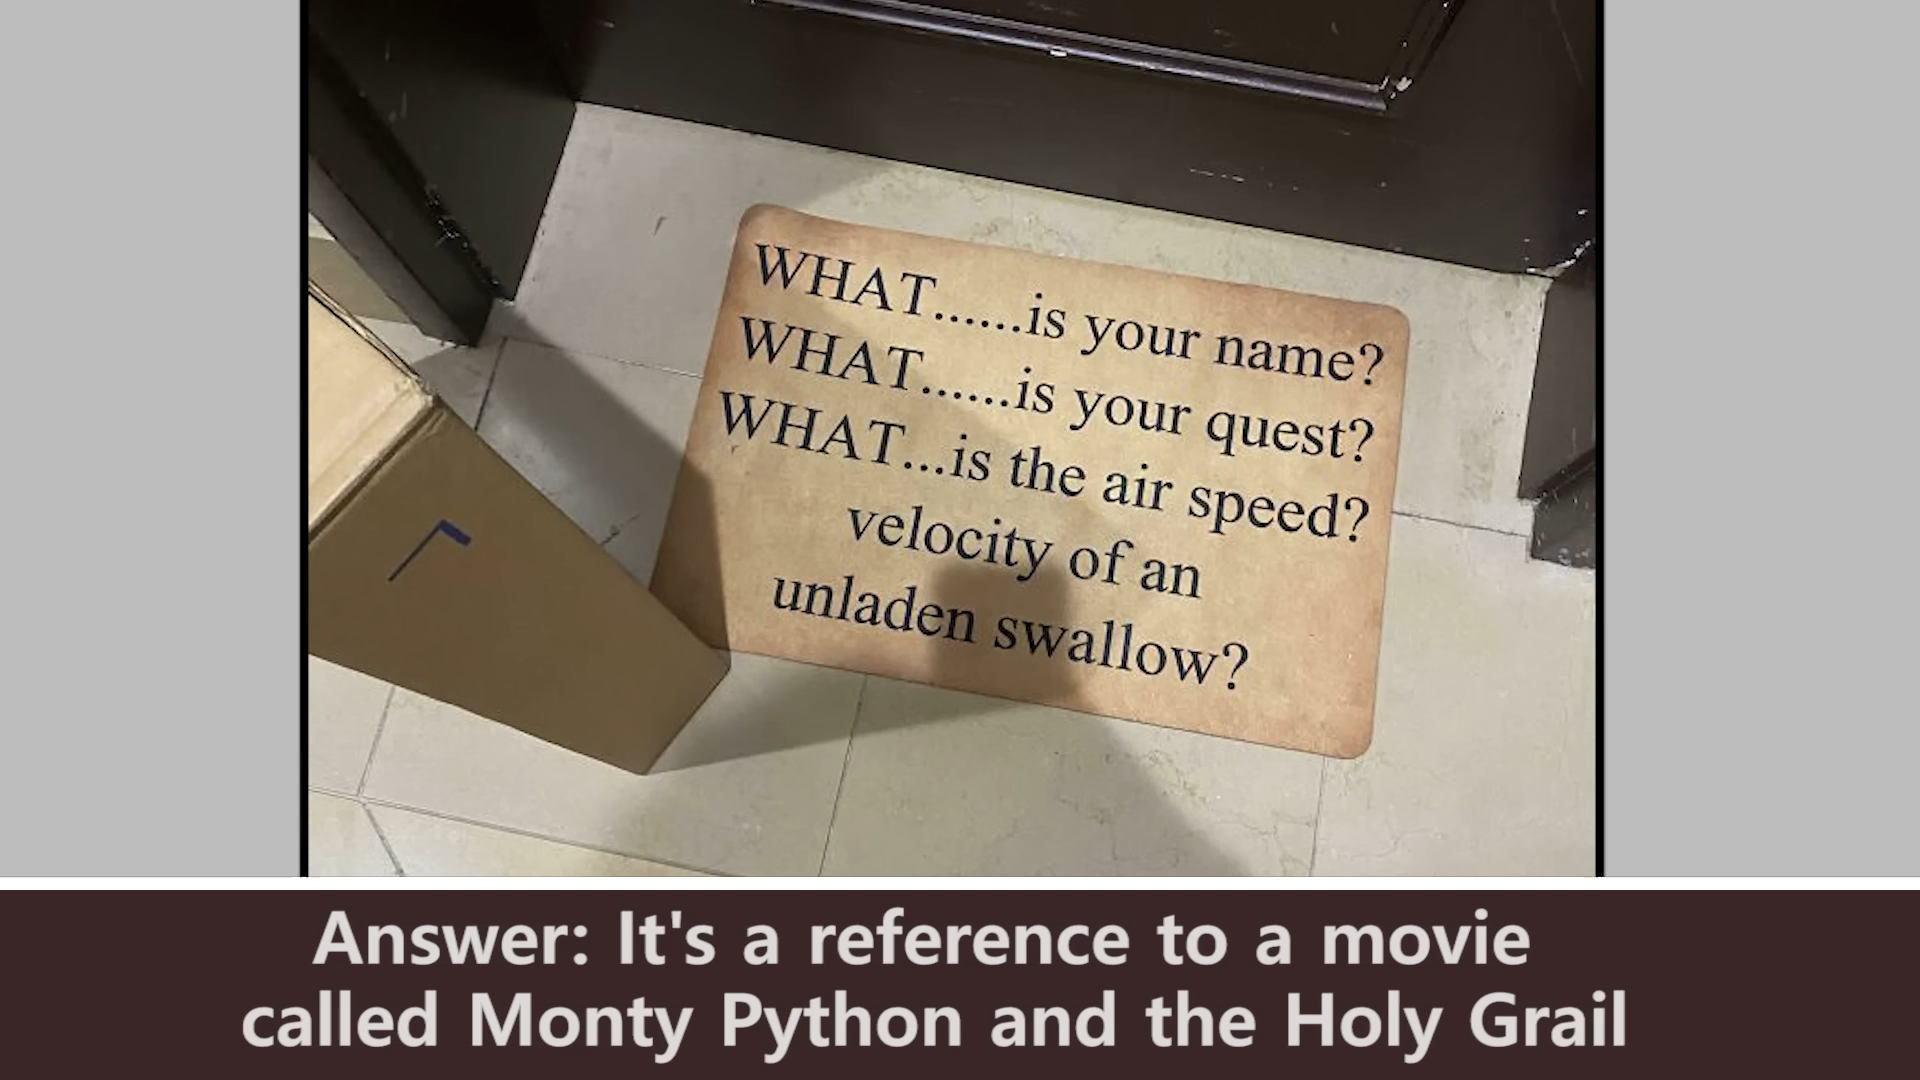 WHAT......is your name?
WHAT......is your quest?
WHAT...is the air speed?
velocity of an
unladen swallow?
Answer: It's a reference to a movie
called Monty Python and the Holy Grail